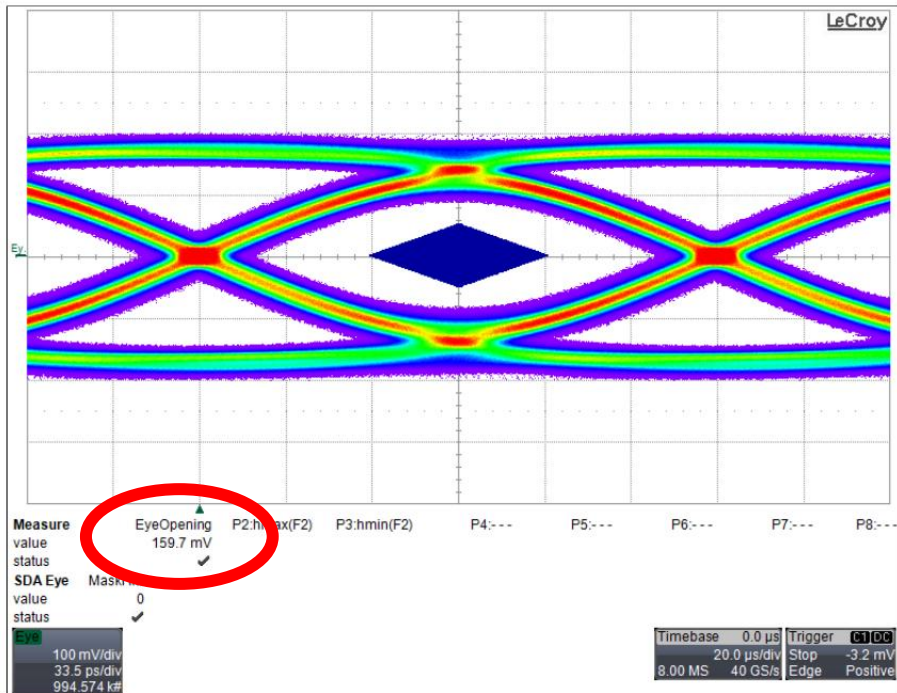 LeCroy
Ey.
Measure EyeOpening P2:h ax(F2) P3:hmin(F2) P4:- - - P5:- - - P6:- - - P7:- - - P8:- - -
value 159.7 mV
status ✓
SDA Eye
value 0
status ✓
Eye
100 mV/div
33.5 ps/div
994.574 k#
Timebase 0.0 µs
20.0 µs/div
8.00 MS 40 GS/s
Trigger C1 DC
Stop -3.2 mV
Edge Positive